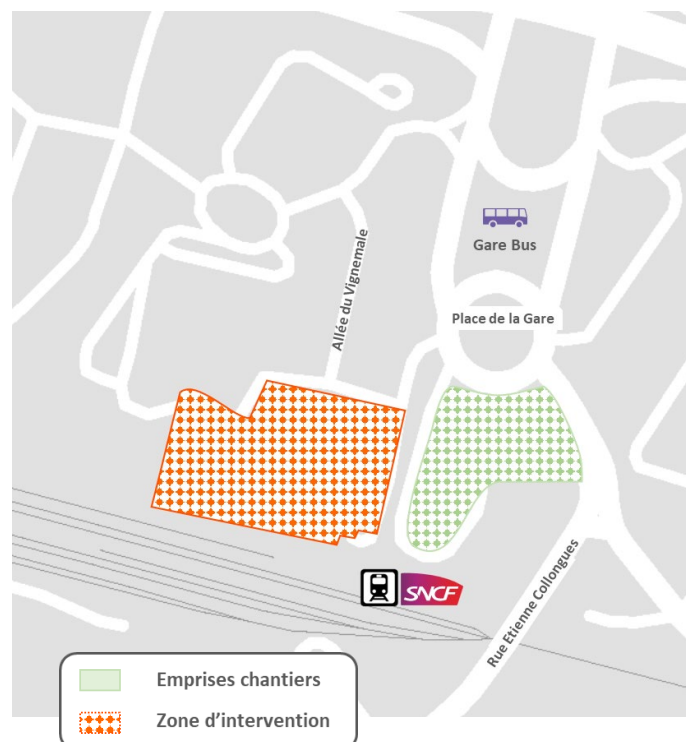 Gare Bus
Allée du Vignemale
Place de la Gare
SNCF
Rue Etienne Collongues
Emprises chantiers
Zone d'intervention